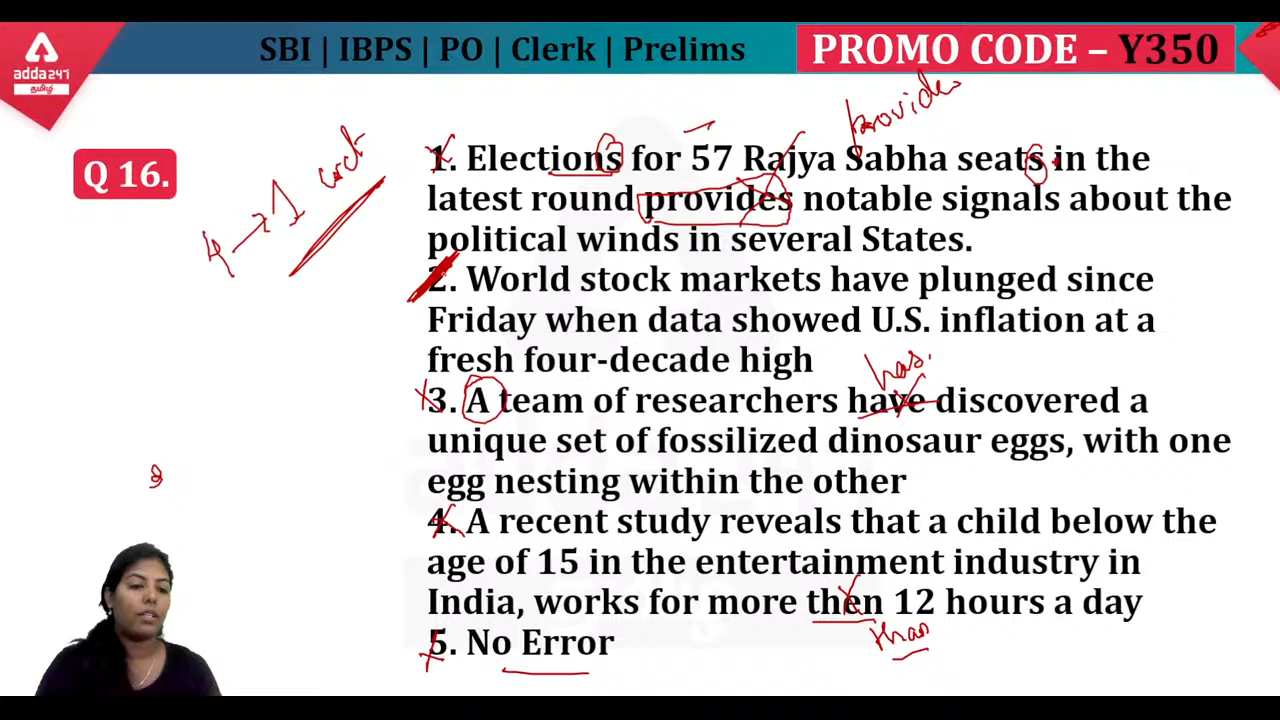 SBI | IBPS | PO | Clerk | Prelims
PROMO CODE – Y350
adda247
தமிழ்
provide
Q 16.
4 → 1 crct
1. Elections for 57 Rajya Sabha seats in the
latest round provides notable signals about the
political winds in several States.
2. World stock markets have plunged since
Friday when data showed U.S. inflation at a
fresh four-decade high
has.
3. A team of researchers have discovered a
unique set of fossilized dinosaur eggs, with one
egg nesting within the other
4. A recent study reveals that a child below the
age of 15 in the entertainment industry in
India, works for more then 12 hours a day
than
5. No Error